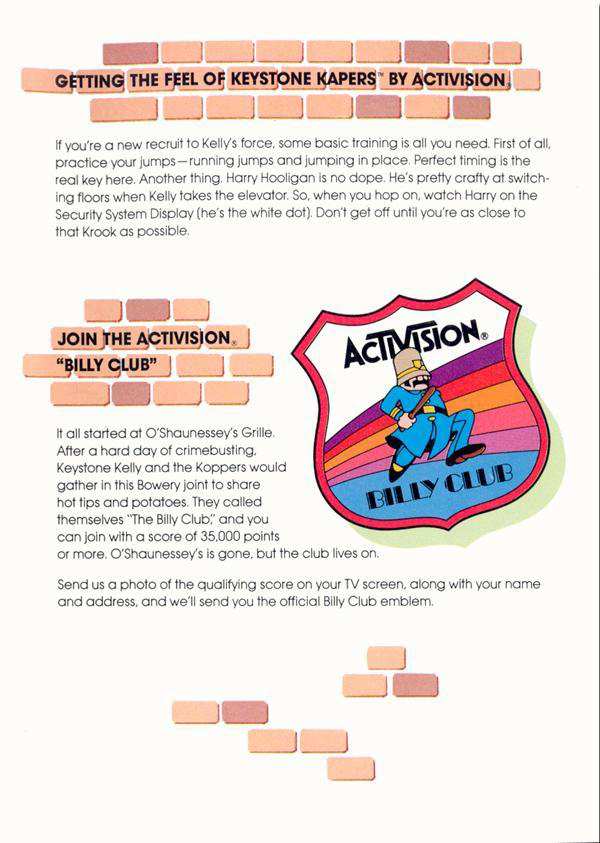 GETTING THE FEEL OF KEYSTONE KAPERS™ BY ACTIVISION®
If you're a new recruit to Kelly's force, some basic training is all you need. First of all,
practice your jumps—running jumps and jumping in place. Perfect timing is the
real key here. Another thing. Harry Hooligan is no dope. He's pretty crafty at switch-
ing floors when Kelly takes the elevator. So, when you hop on, watch Harry on the
Security System Display (he's the white dot). Don't get off until you're as close to
that Krook as possible.
JOIN THE ACTIVISION®
"BILLY CLUB"
It all started at O'Shaunessey's Grille.
After a hard day of crimebusting,
Keystone Kelly and the Koppers would
gather in this Bowery joint to share
hot tips and potatoes. They called
themselves "The Billy Club," and you
can join with a score of 35,000 points
or more. O'Shaunessey's is gone, but the club lives on.
ACTIVISION®
BILLY CLUB
Send us a photo of the qualifying score on your TV screen, along with your name
and address, and we'll send you the official Billy Club emblem.